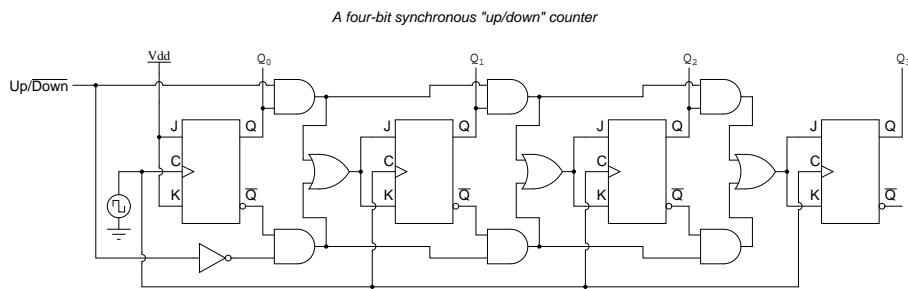 A four-bit synchronous "up/down" counter
Vdd
Q0
Q1
Q2
Q3
Up/Down
J
Q
J
Q
J
Q
J
Q
C
C
C
C
K
Q
K
Q
K
Q
K
Q